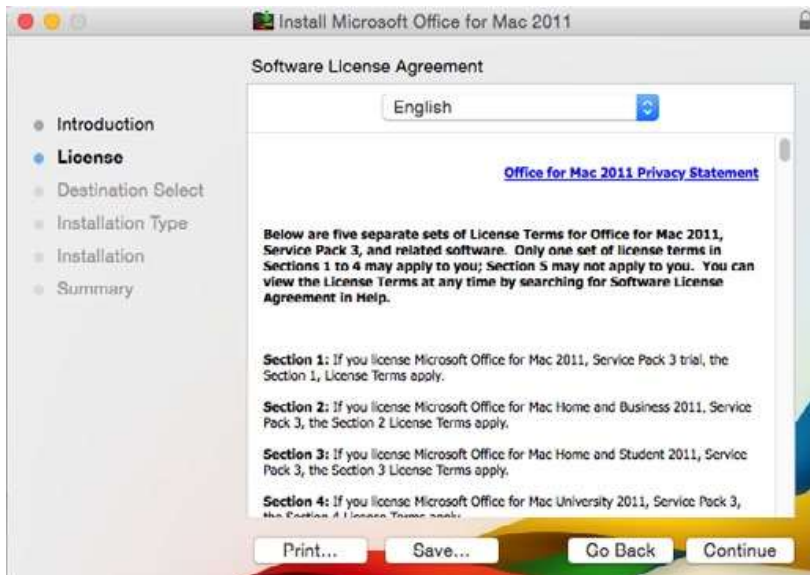 Install Microsoft Office for Mac 2011
Software License Agreement
English
Introduction
License
Destination Select
Installation Type
Installation
Summary
Office for Mac 2011 Privacy Statement
Below are five separate sets of License Terms for Office for Mac 2011,
Service Pack 3, and related software. Only one set of license terms in
Sections 1 to 4 may apply to you; Section 5 may not apply to you. You can
view the License Terms at any time by searching for Software License
Agreement in Help.
Section 1: If you license Microsoft Office for Mac 2011, Service Pack 3 trial, the
Section 1, License Terms apply.
Section 2: If you license Microsoft Office for Mac Home and Business 2011, Service
Pack 3, the Section 2 License Terms apply.
Section 3: If you license Microsoft Office for Mac Home and Student 2011, Service
Pack 3, the Section 3 License Terms apply.
Section 4: If you license Microsoft Office for Mac University 2011, Service Pack 3,
the Section 4 License Terms apply.
Print... Save... Go Back Continue